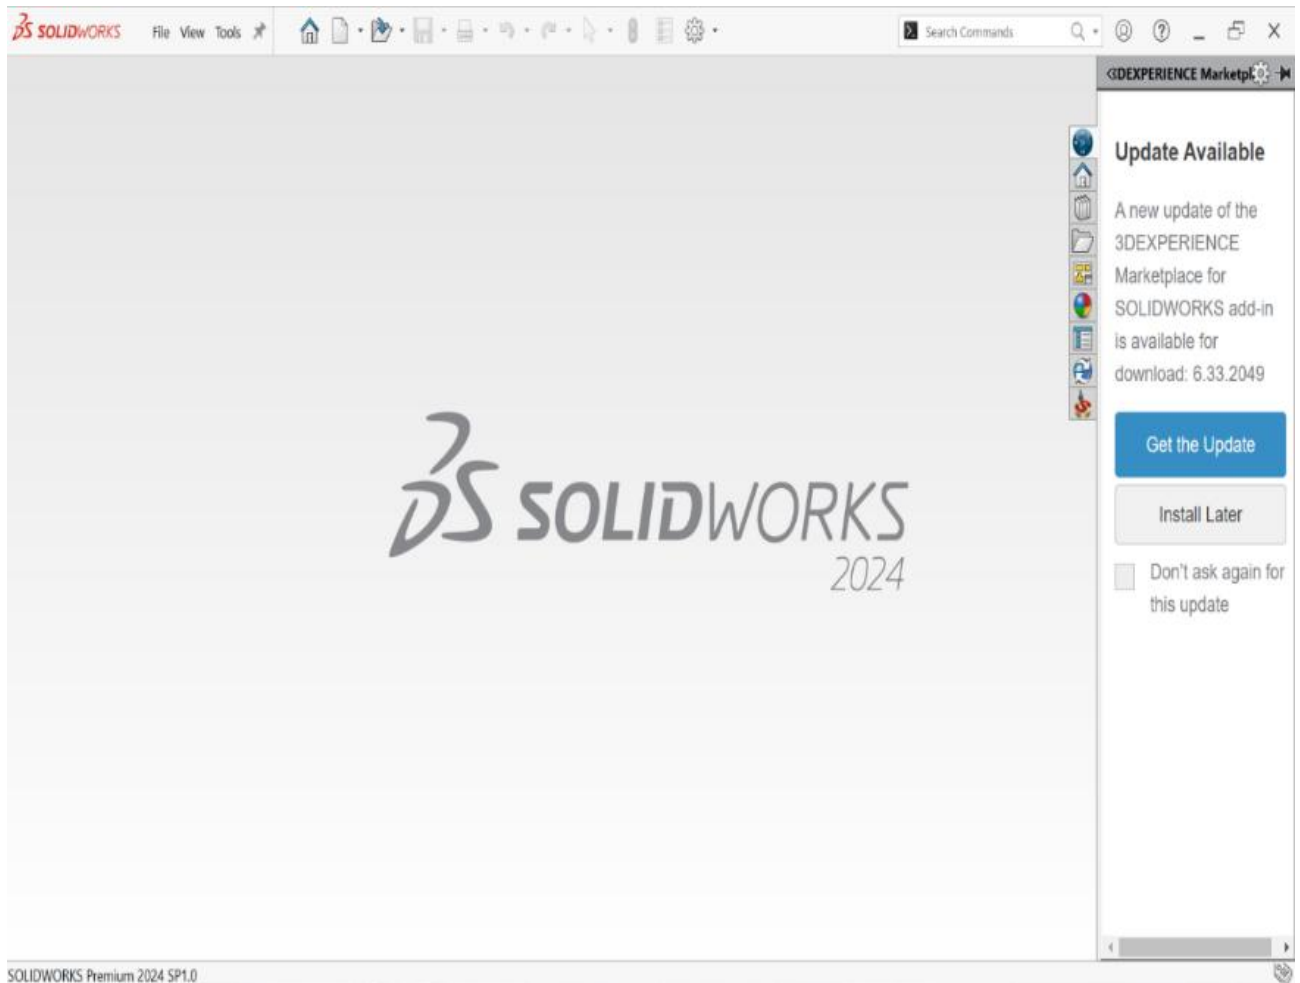 SOLIDWORKS File View Tools Search Commands
3DEXPERIENCE Marketpl
Update Available
A new update of the
3DEXPERIENCE
Marketplace for
SOLIDWORKS add-in
is available for
download: 6.33.2049
Get the Update
Install Later
Don't ask again for
this update
SOLIDWORKS
2024
SOLIDWORKS Premium 2024 SP1.0